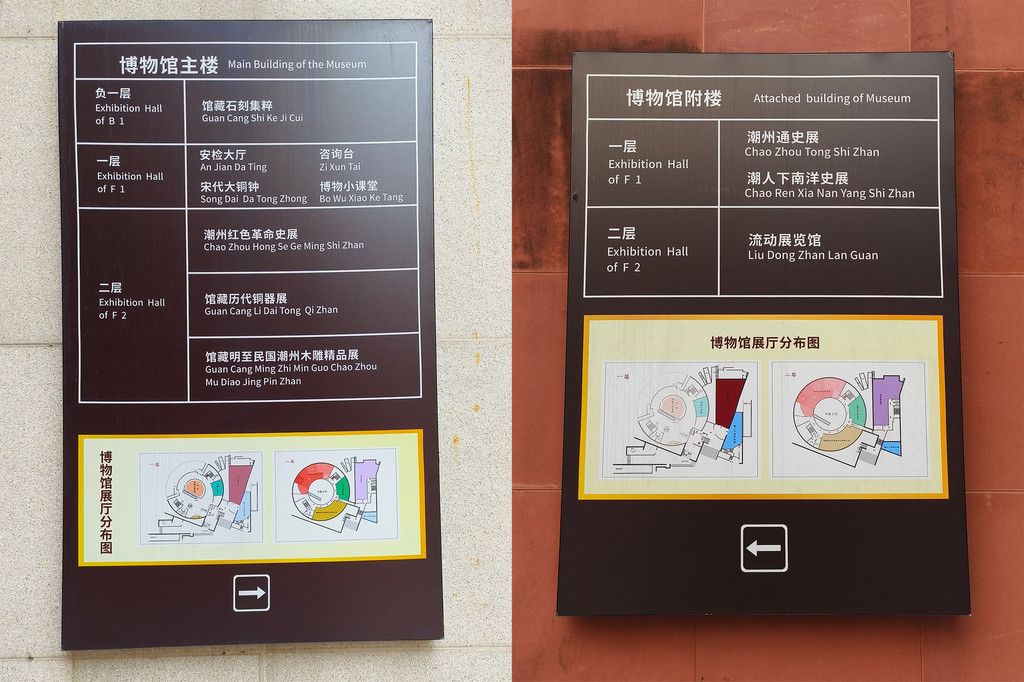 博物馆主楼 Main Building of the Museum
负一层
Exhibition Hall
of B 1
馆藏石刻集粹
Guan Cang Shi Ke Ji Cui
一层
Exhibition Hall
of F 1
安检大厅 咨询台
An Jian Da Ting Zi Xun Tai
宋代大铜钟 博物小课堂
Song Dai Da Tong Zhong Bo Wu Xiao Ke Tang
二层
Exhibition Hall
of F 2
潮州红色革命史展
Chao Zhou Hong Se Ge Ming Shi Zhan
馆藏历代铜器展
Guan Cang Li Dai Tong Qi Zhan
馆藏明至民国潮州木雕精品展
Guan Cang Ming Zhi Min Guo Chao Zhou
Mu Diao Jing Pin Zhan
博物馆展厅分布图
一层
二层
博物馆附楼 Attached building of Museum
一层
Exhibition Hall
of F 1
潮州通史展
Chao Zhou Tong Shi Zhan
潮人下南洋史展
Chao Ren Xia Nan Yang Shi Zhan
二层
Exhibition Hall
of F 2
流动展览馆
Liu Dong Zhan Lan Guan
博物馆展厅分布图
一层
二层